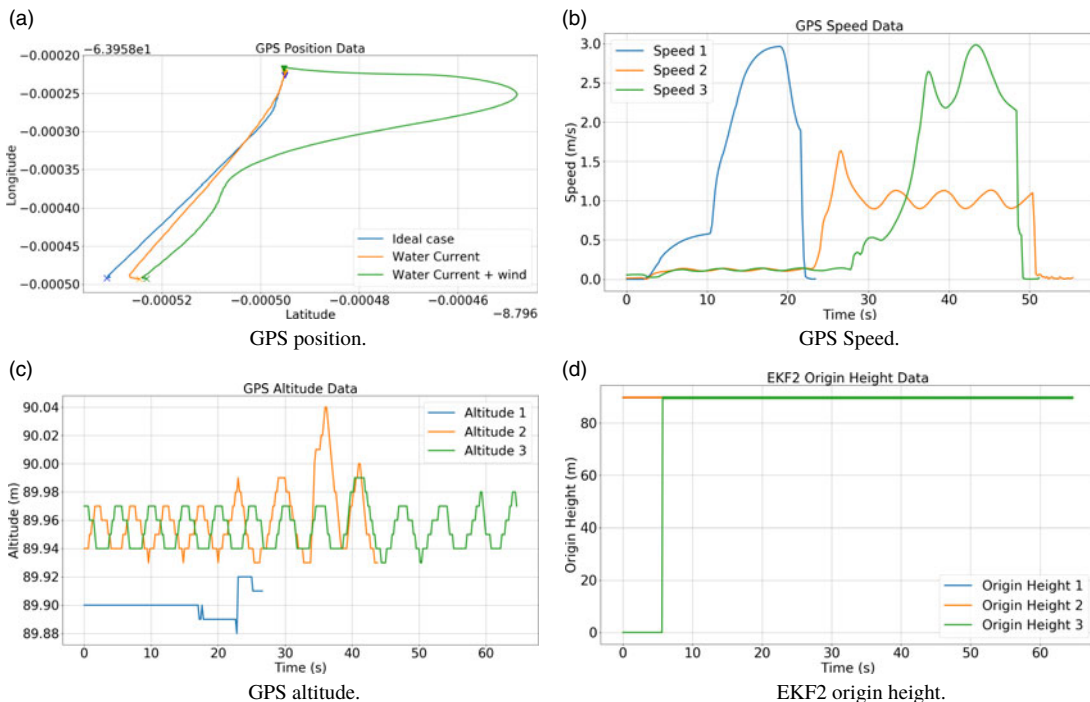 (a)
−6.3958e1
GPS Position Data
−0.00020
−0.00025
−0.00030
−0.00035
−0.00040
−0.00045
−0.00050
Longitude
Ideal case
Water Current
Water Current + wind
−0.00052
−0.00050
−0.00048
−0.00046
Latitude
−8.796
GPS position.
(b)
GPS Speed Data
3.0
2.5
2.0
1.5
1.0
0.5
0.0
Speed (m/s)
Speed 1
Speed 2
Speed 3
0
10
20
30
40
50
Time (s)
GPS Speed.
(c)
GPS Altitude Data
90.04
90.02
90.00
89.98
89.96
89.94
89.92
89.90
89.88
Altitude (m)
Altitude 1
Altitude 2
Altitude 3
0
10
20
30
40
50
60
Time (s)
GPS altitude.
(d)
EKF2 Origin Height Data
80
60
40
20
0
Origin Height (m)
Origin Height 1
Origin Height 2
Origin Height 3
0
10
20
30
40
50
60
Time (s)
EKF2 origin height.